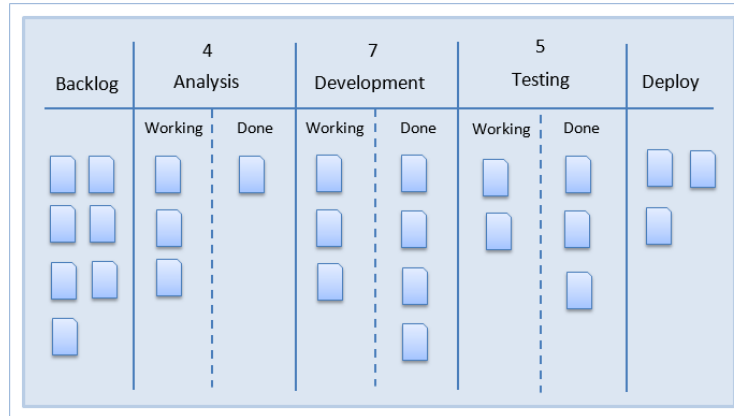 4 7 5
Backlog Analysis Development Testing Deploy
Working Done Working Done Working Done